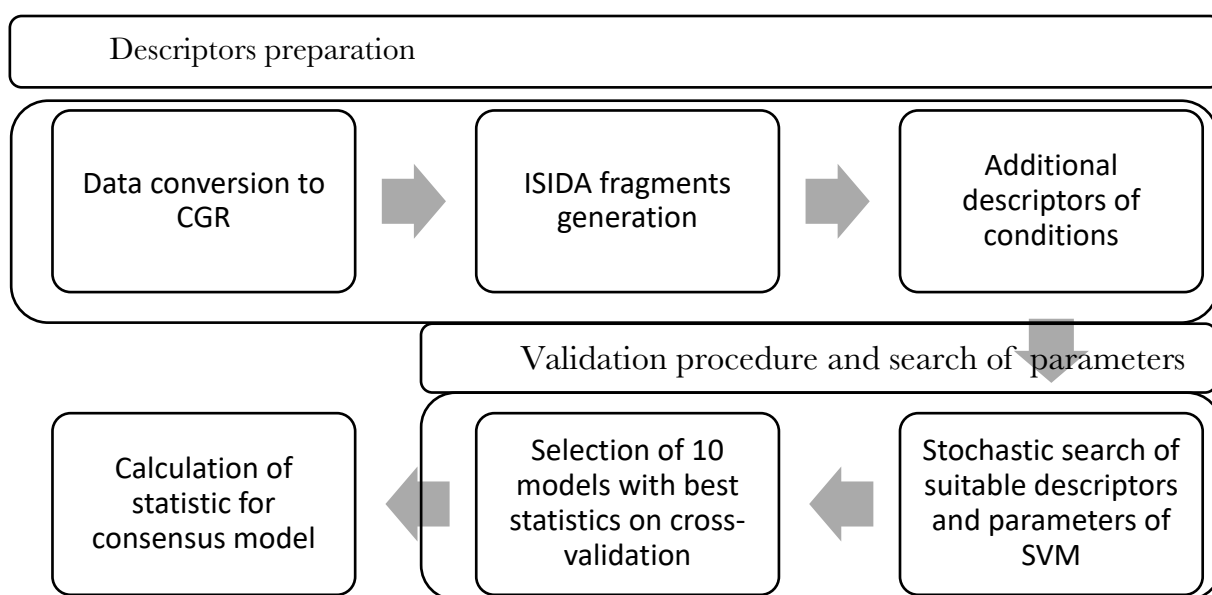 Descriptors preparation
Data conversion to
CGR
ISIDA fragments
generation
Additional
descriptors of
conditions
Validation procedure and search of parameters
Stochastic search of
suitable descriptors
and parameters of
SVM
Selection of 10
models with best
statistics on cross-
validation
Calculation of
statistic for
consensus model